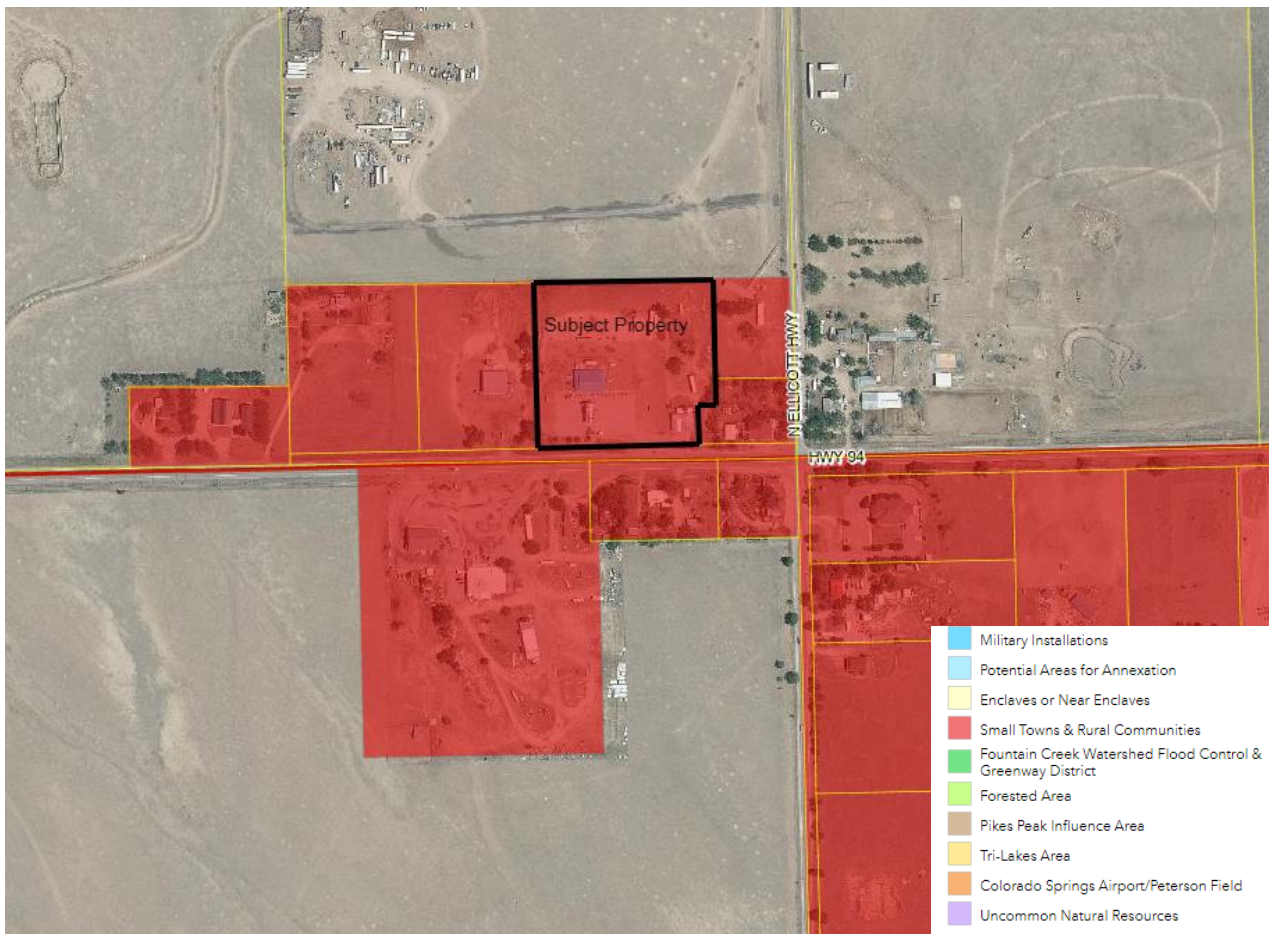 Subject Property
N ELLICOTT HWY
HWY 94
Military Installations
Potential Areas for Annexation
Enclaves or Near Enclaves
Small Towns & Rural Communities
Fountain Creek Watershed Flood Control &
Greenway District
Forested Area
Pikes Peak Influence Area
Tri-Lakes Area
Colorado Springs Airport/Peterson Field
Uncommon Natural Resources